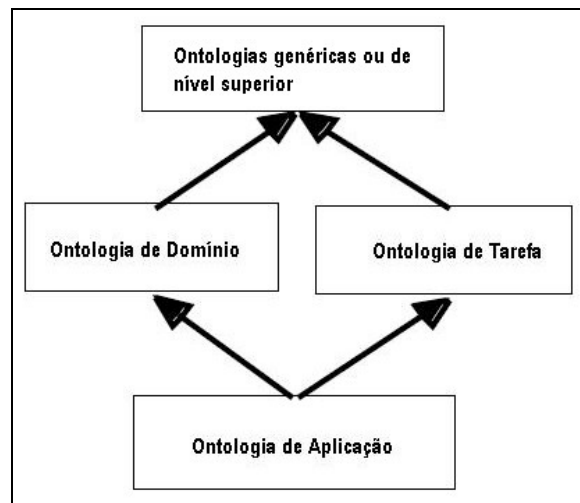 Ontologias genéricas ou de
nível superior
Ontologia de Domínio
Ontologia de Tarefa
Ontologia de Aplicação